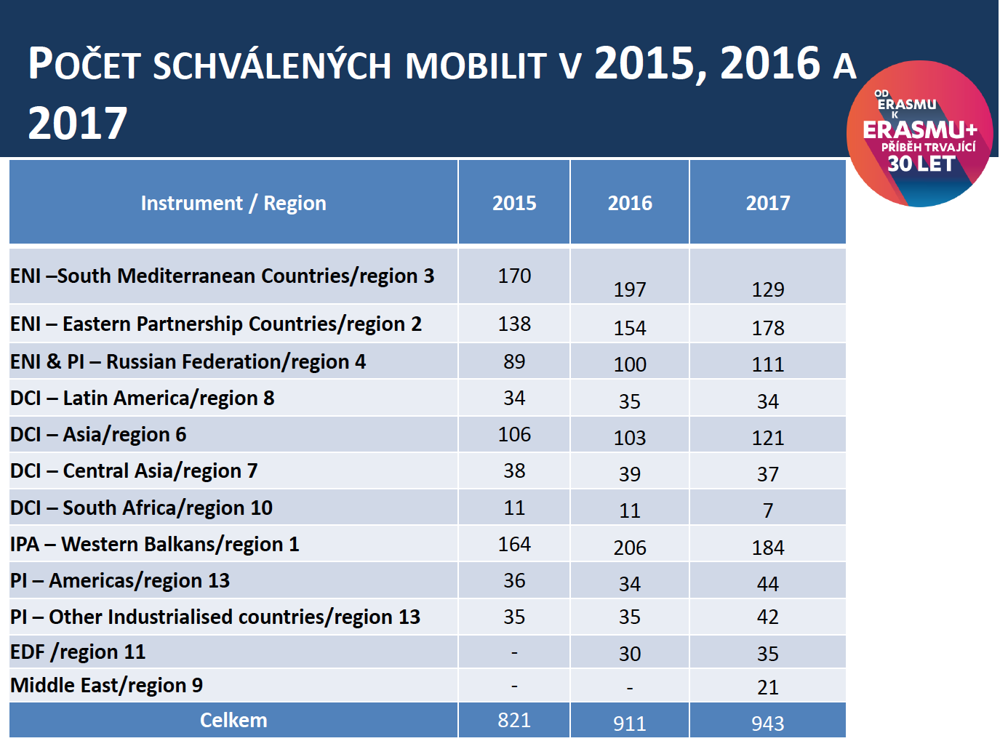 POČET SCHVÁLENÝCH MOBILIT V 2015, 2016 A
2017
OD
ERASMU
K
ERASMU+
PŘÍBĚH TRVAJÍCÍ
30 LET
Instrument / Region 2015 2016 2017
ENI –South Mediterranean Countries/region 3 170 197 129
ENI – Eastern Partnership Countries/region 2 138 154 178
ENI & PI – Russian Federation/region 4 89 100 111
DCI – Latin America/region 8 34 35 34
DCI – Asia/region 6 106 103 121
DCI – Central Asia/region 7 38 39 37
DCI – South Africa/region 10 11 11 7
IPA – Western Balkans/region 1 164 206 184
PI – Americas/region 13 36 34 44
PI – Other Industrialised countries/region 13 35 35 42
EDF /region 11 - 30 35
Middle East/region 9 - - 21
Celkem 821 911 943